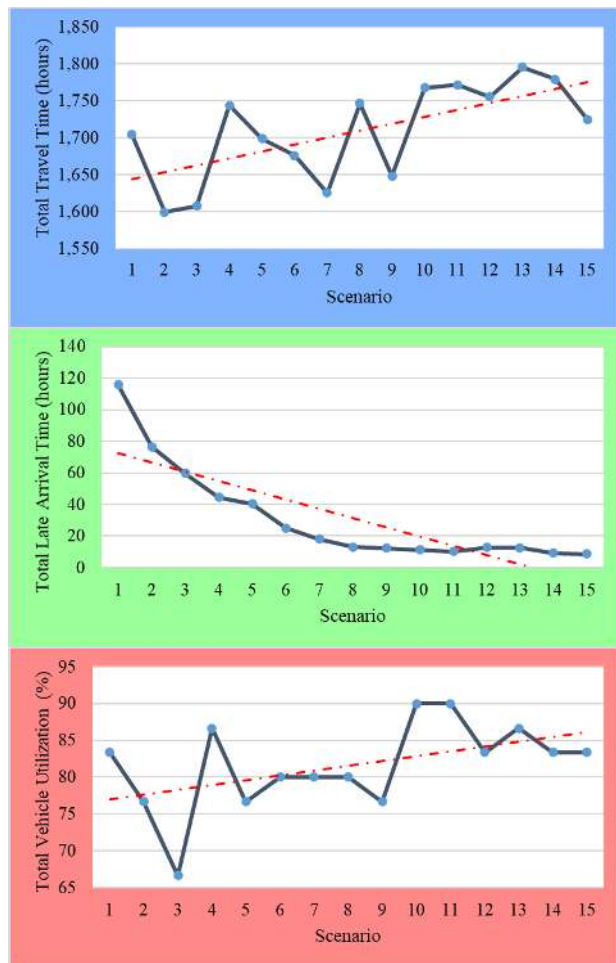 Total Travel Time (hours)
1,850
1,800
1,750
1,700
1,650
1,600
1,550
1 2 3 4 5 6 7 8 9 10 11 12 13 14 15
Scenario
Total Late Arrival Time (hours)
140
120
100
80
60
40
20
0
1 2 3 4 5 6 7 8 9 10 11 12 13 14 15
Scenario
Total Vehicle Utilization (%)
95
90
85
80
75
70
65
1 2 3 4 5 6 7 8 9 10 11 12 13 14 15
Scenario